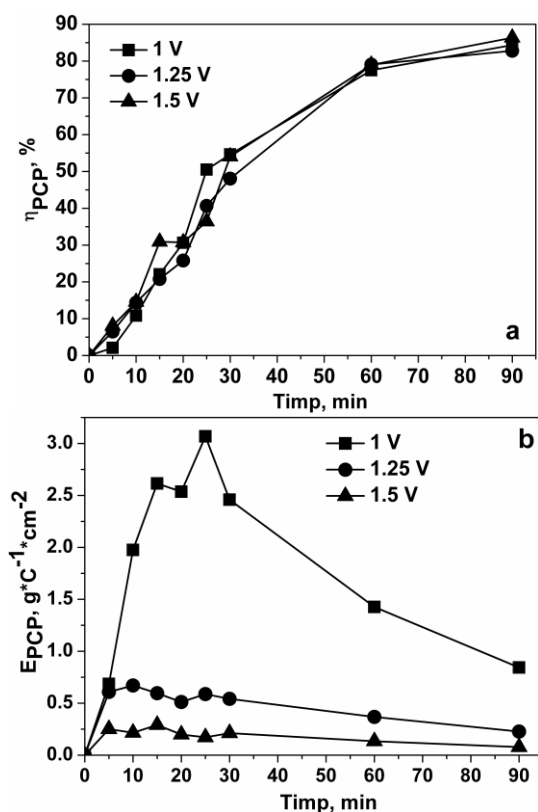 90
80
70
60
50
40
30
20
10
0
ηPCP, %
1 V
1.25 V
1.5 V
a
0 10 20 30 40 50 60 70 80 90
Timp, min
b
3.0
2.5
2.0
1.5
1.0
0.5
0.0
EPCP, g*C-1*cm-2
1 V
1.25 V
1.5 V
0 10 20 30 40 50 60 70 80 90
Timp, min